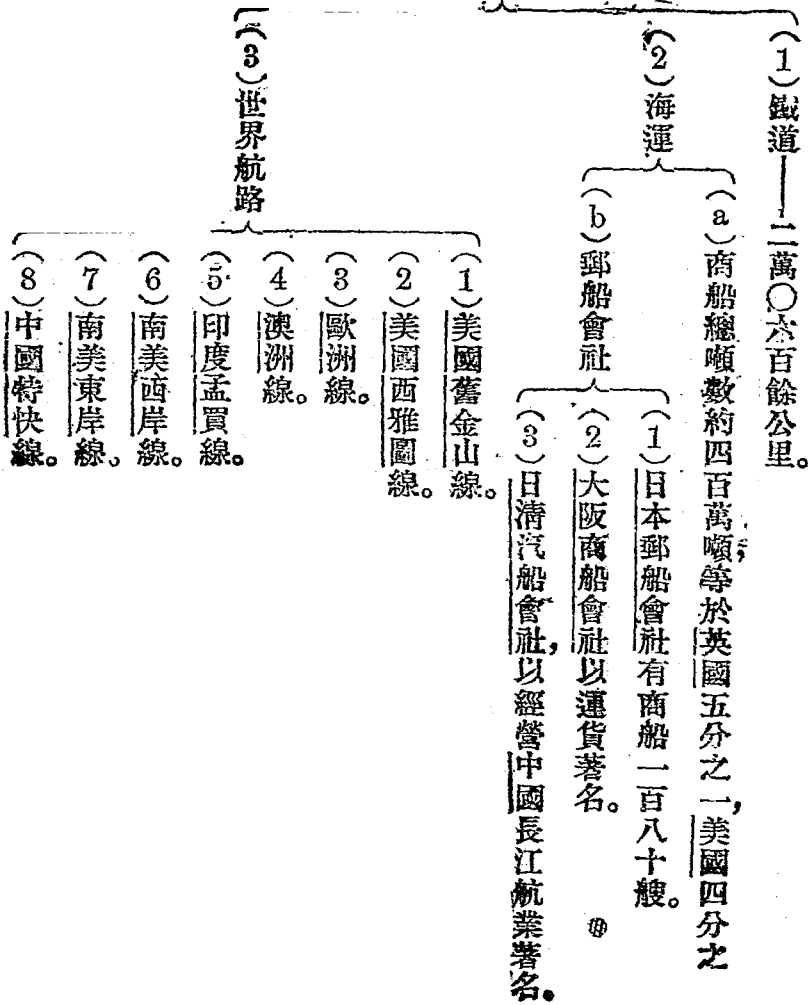 （1）鐵道——二萬〇六百餘公里。
（2）海運
（a）商船總噸數約四百萬噸，等於英國五分之一，美國四分之
（b）郵船會社
（1）日本郵船會社有商船一百八十艘。
（2）大阪商船會社以運貨著名。
（3）日清汽船會社，以經營中國長江航業著名。
（3）世界航路
（1）美國舊金山線。
（2）美國西雅圖線。
（3）歐洲線。
（4）澳洲線。
（5）印度孟買線。
（6）南美西岸線。
（7）南美東岸線、
（8）中國特快線。